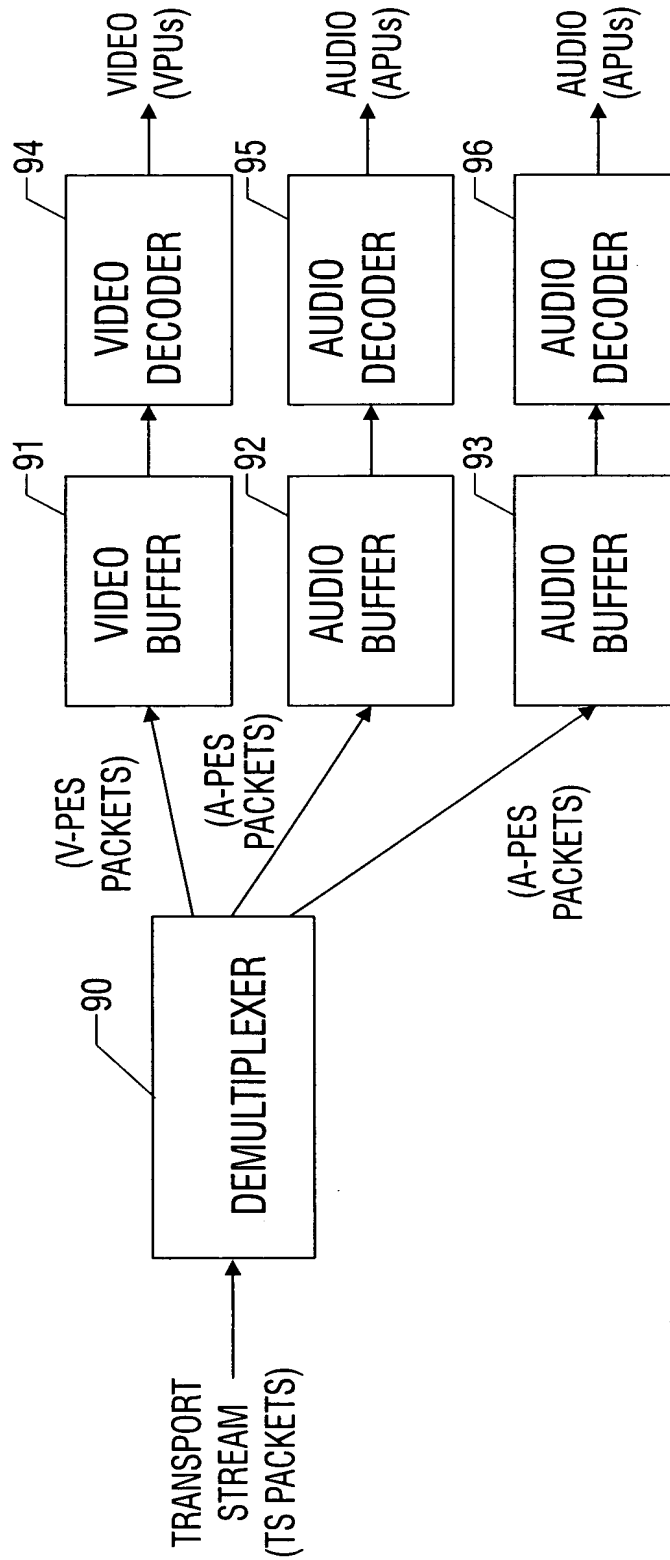 TRANSPORT
STREAM
(TS PACKETS)
90
DEMULTIPLEXER
(V-PES
PACKETS)
(A-PES
PACKETS)
(A-PES
PACKETS)
91
VIDEO
BUFFER
94
VIDEO
DECODER
VIDEO
(VPUs)
92
AUDIO
BUFFER
95
AUDIO
DECODER
AUDIO
(APUs)
93
AUDIO
BUFFER
96
AUDIO
DECODER
AUDIO
(APUs)